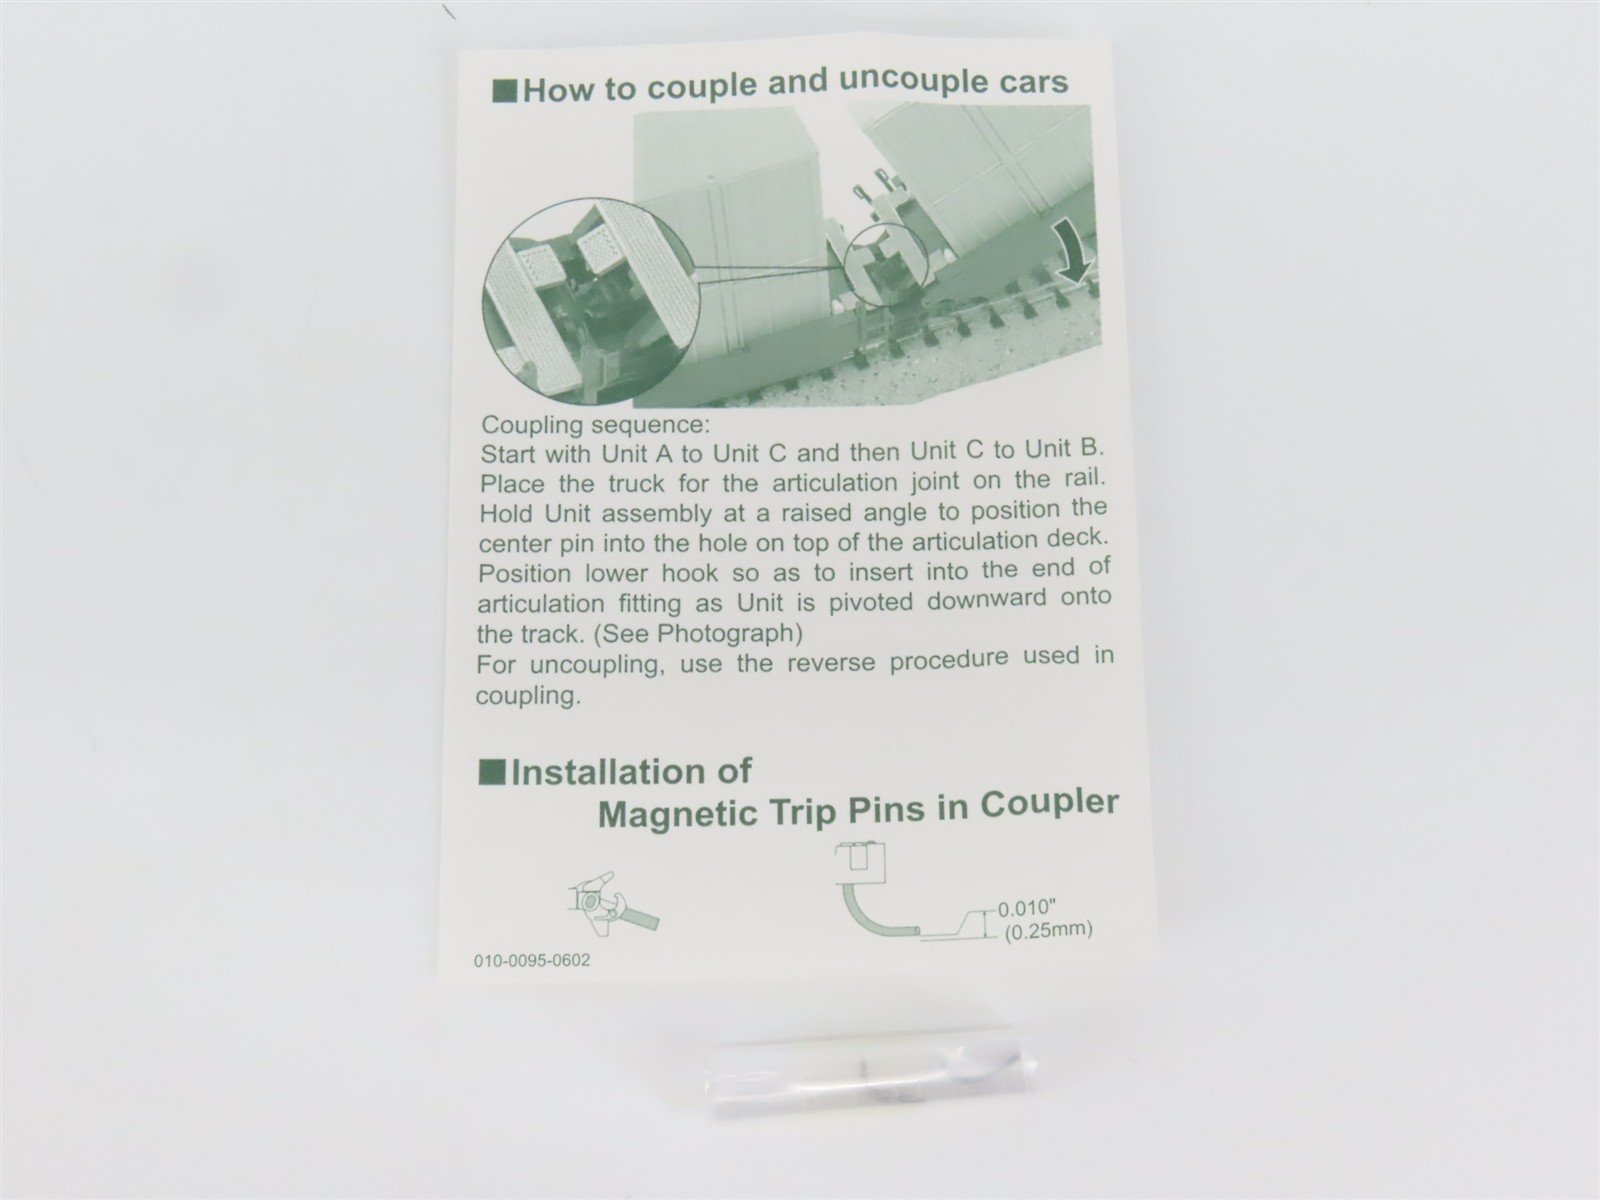 ■How to couple and uncouple cars
Coupling sequence:
Start with Unit A to Unit C and then Unit C to Unit B.
Place the truck for the articulation joint on the rail.
Hold Unit assembly at a raised angle to position the
center pin into the hole on top of the articulation deck.
Position lower hook so as to insert into the end of
articulation fitting as Unit is pivoted downward onto
the track. (See Photograph)
For uncoupling, use the reverse procedure used in
coupling.
■Installation of
Magnetic Trip Pins in Coupler
0.010"
(0.25mm)
010-0095-0602